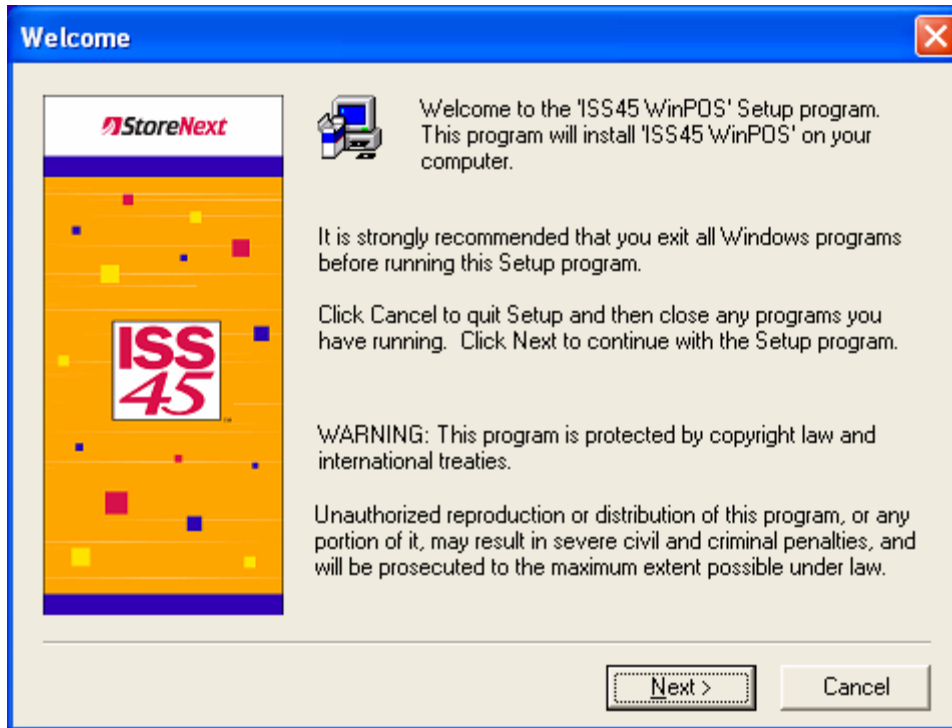 Welcome
StoreNext
Welcome to the 'ISS45 WinPOS' Setup program.
This program will install 'ISS45 WinPOS' on your
computer.
It is strongly recommended that you exit all Windows programs
before running this Setup program.
Click Cancel to quit Setup and then close any programs you
have running. Click Next to continue with the Setup program.
ISS
45
WARNING: This program is protected by copyright law and
international treaties.
Unauthorized reproduction or distribution of this program, or any
portion of it, may result in severe civil and criminal penalties, and
will be prosecuted to the maximum extent possible under law.
Next >
Cancel